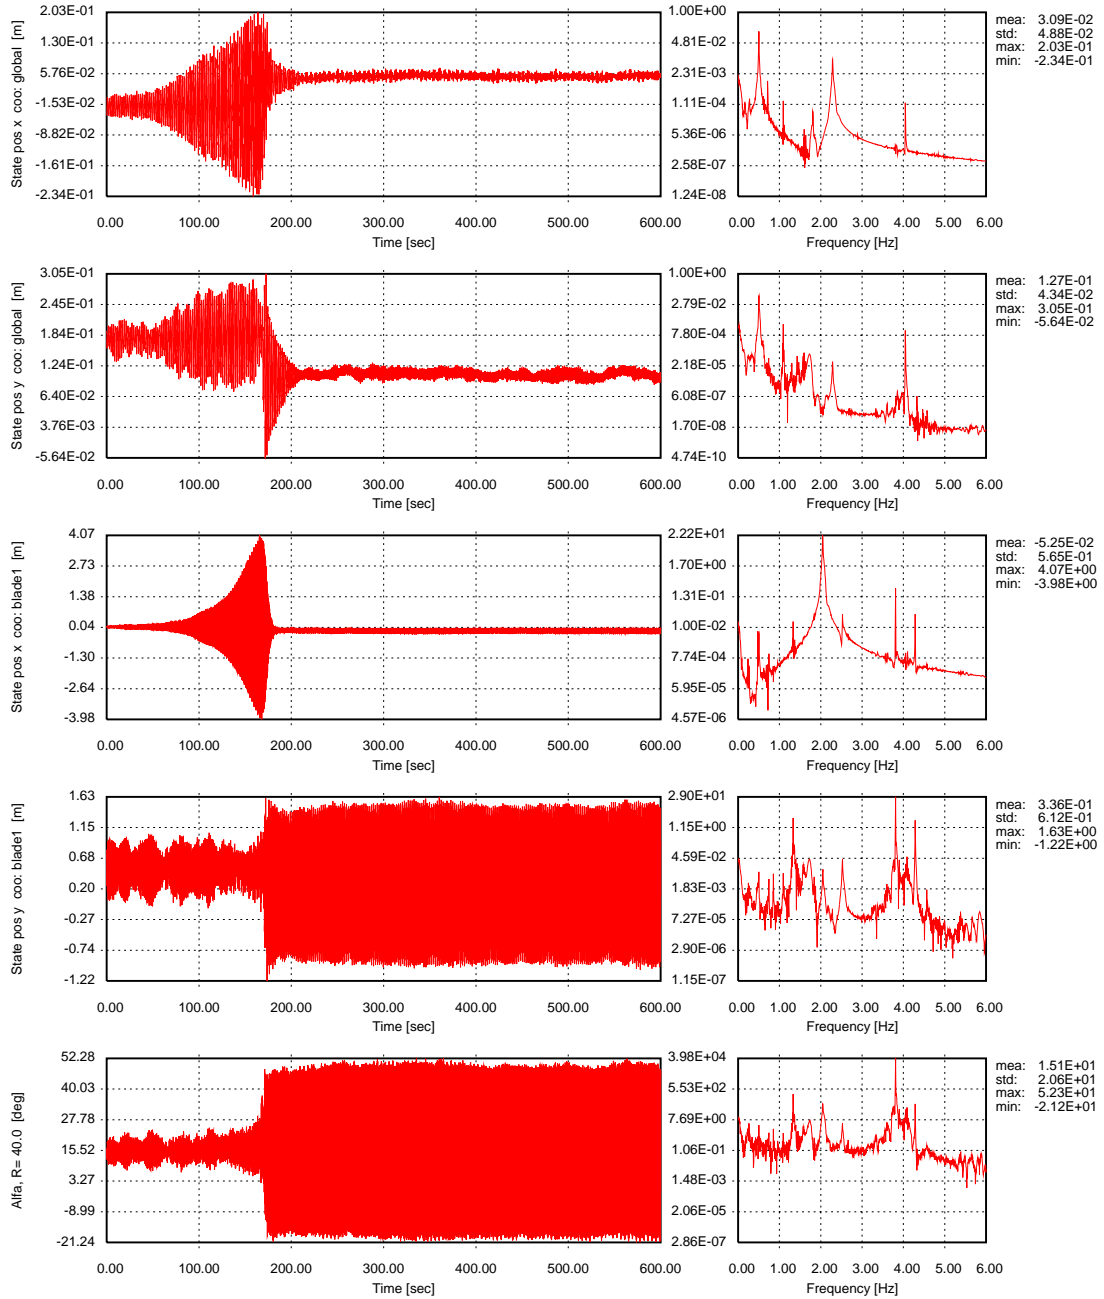 State pos x  coo: global  [m]
2.03E-01
1.30E-01
5.76E-02
-1.53E-02
-8.82E-02
-1.61E-01
-2.34E-01
0.00 100.00 200.00 300.00 400.00 500.00 600.00
Time [sec]
1.00E+00
4.81E-02
2.31E-03
1.11E-04
5.36E-06
2.58E-07
1.24E-08
0.00 1.00 2.00 3.00 4.00 5.00 6.00
Frequency [Hz]
mea: 3.09E-02
std: 4.88E-02
max: 2.03E-01
min: -2.34E-01
State pos y  coo: global  [m]
3.05E-01
2.45E-01
1.84E-01
1.24E-01
6.40E-02
3.76E-03
-5.64E-02
0.00 100.00 200.00 300.00 400.00 500.00 600.00
Time [sec]
1.00E+00
2.79E-02
7.80E-04
2.18E-05
6.08E-07
1.70E-08
4.74E-10
0.00 1.00 2.00 3.00 4.00 5.00 6.00
Frequency [Hz]
mea: 1.27E-01
std: 4.34E-02
max: 3.05E-01
min: -5.64E-02
State pos x  coo: blade1  [m]
4.07
2.73
1.38
0.04
-1.30
-2.64
-3.98
0.00 100.00 200.00 300.00 400.00 500.00 600.00
Time [sec]
2.22E+01
1.70E+00
1.31E-01
1.00E-02
7.74E-04
5.95E-05
4.57E-06
0.00 1.00 2.00 3.00 4.00 5.00 6.00
Frequency [Hz]
mea: -5.25E-02
std: 5.65E-01
max: 4.07E+00
min: -3.98E+00
State pos y  coo: blade1  [m]
1.63
1.15
0.68
0.20
-0.27
-0.74
-1.22
0.00 100.00 200.00 300.00 400.00 500.00 600.00
Time [sec]
2.90E+01
1.15E+00
4.59E-02
1.83E-03
7.27E-05
2.90E-06
1.15E-07
0.00 1.00 2.00 3.00 4.00 5.00 6.00
Frequency [Hz]
mea: 3.36E-01
std: 6.12E-01
max: 1.63E+00
min: -1.22E+00
Alfa, R= 40.0  [deg]
52.28
40.03
27.78
15.52
3.27
-8.99
-21.24
0.00 100.00 200.00 300.00 400.00 500.00 600.00
Time [sec]
3.98E+04
5.53E+02
7.69E+00
1.06E-01
1.48E-03
2.06E-05
2.86E-07
0.00 1.00 2.00 3.00 4.00 5.00 6.00
Frequency [Hz]
mea: 1.51E+01
std: 2.06E+01
max: 5.23E+01
min: -2.12E+01